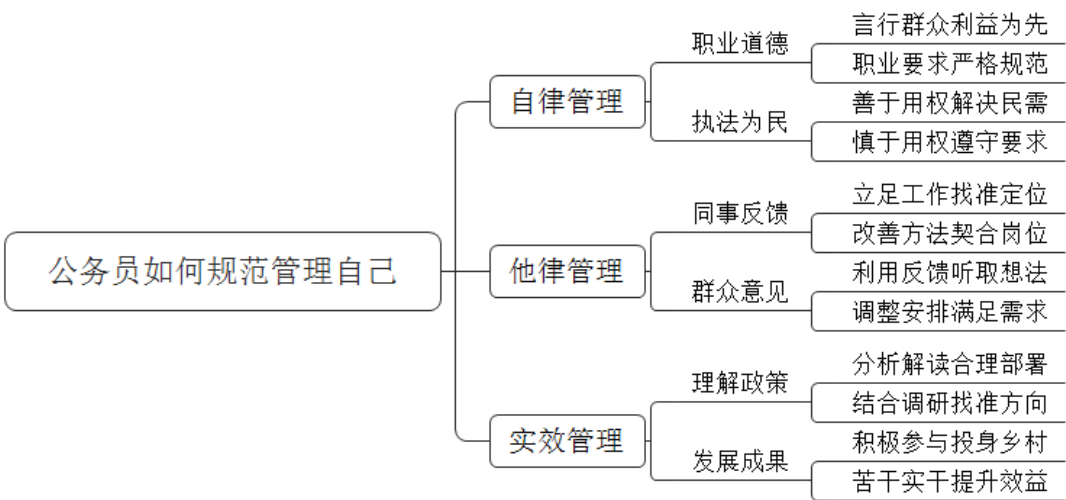 公务员如何规范管理自己
自律管理
职业道德
言行群众利益为先
职业要求严格规范
执法为民
善于用权解决民需
慎于用权遵守要求
他律管理
同事反馈
立足工作找准定位
改善方法契合岗位
群众意见
利用反馈听取想法
调整安排满足需求
实效管理
理解政策
分析解读合理部署
结合调研找准方向
发展成果
积极参与投身乡村
苦干实干提升效益